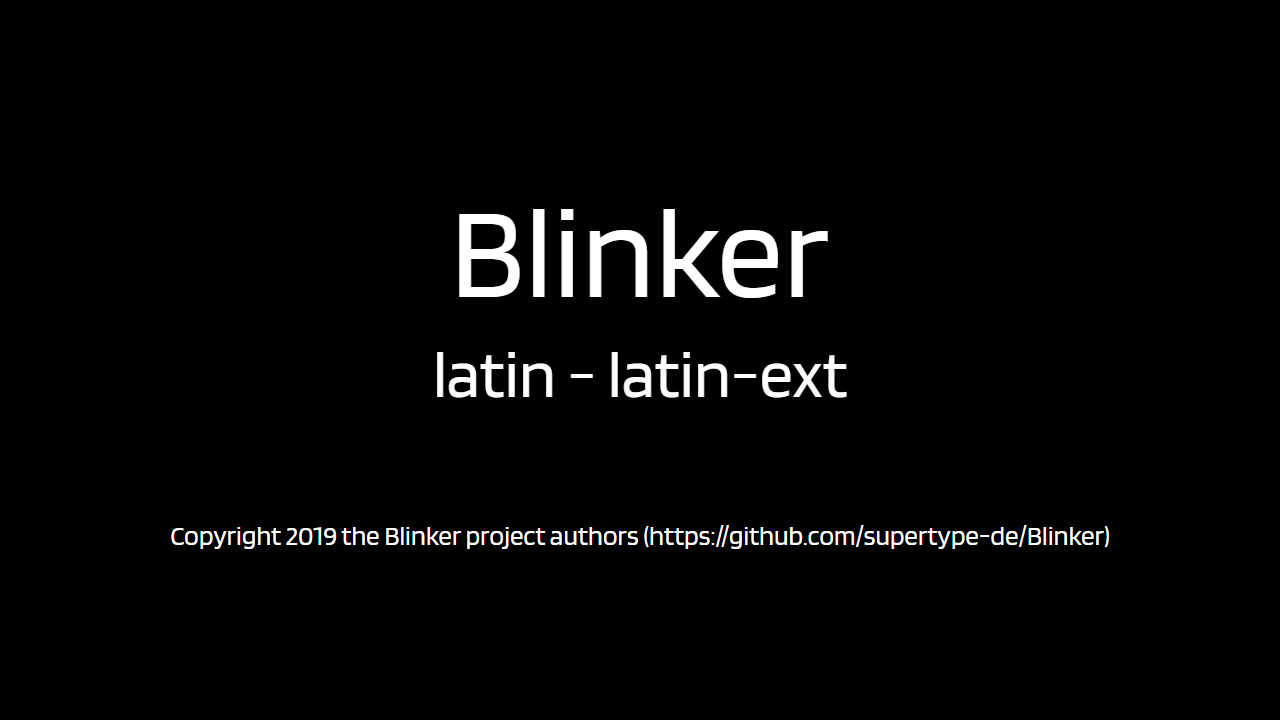 Blinker
latin - latin-ext
Copyright 2019 the Blinker project authors (https://github.com/supertype-de/Blinker)